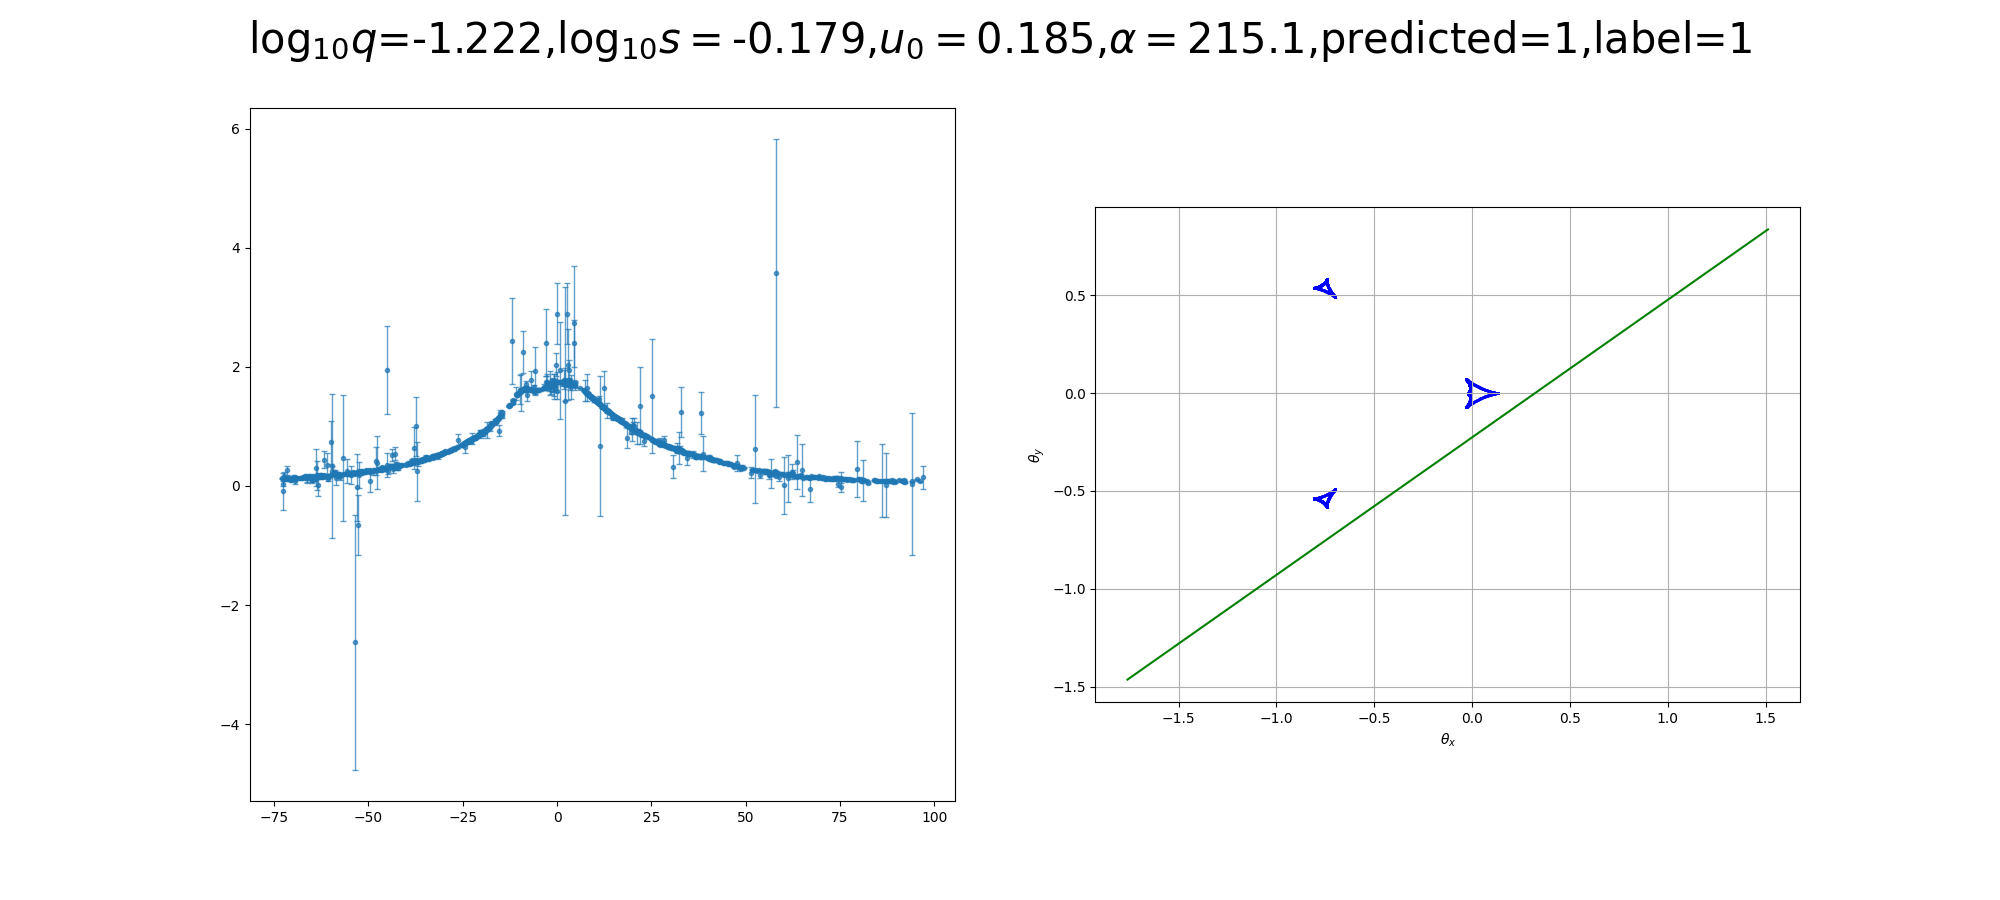 log₁₀q=-1.222,log₁₀s = -0.179,u₀ = 0.185,α = 215.1,predicted=1,label=1
6
4
2
0
−2
−4
−75 −50 −25 0 25 50 75 100
θy
0.5
0.0
−0.5
−1.0
−1.5
−1.5 −1.0 −0.5 0.0 0.5 1.0 1.5
θx